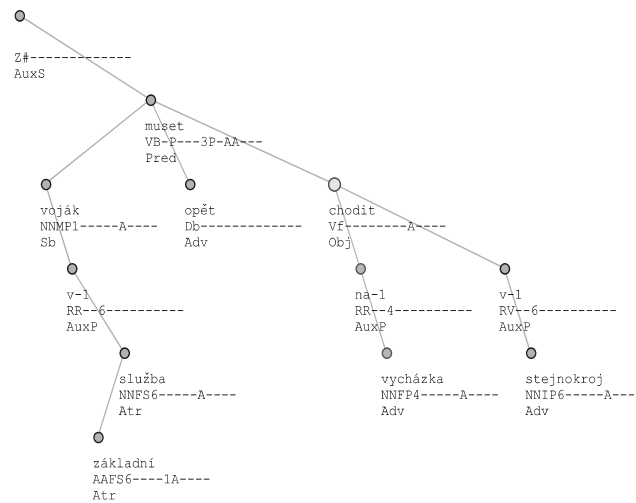 Z#--------------
AuxS
muset
VB-P---3P-AA---
Pred
voják
NNMP1-----A----
Sb
opět
Db-------------
Adv
chodit
Vf--------A----
Obj
v-1
RR--6----------
AuxP
na-1
RR--4----------
AuxP
v-1
RV--6----------
AuxP
služba
NNFS6-----A----
Atr
vycházka
NNFP4-----A----
Adv
stejnokroj
NNIP6-----A----
Adv
základní
AAFS6----1A----
Atr